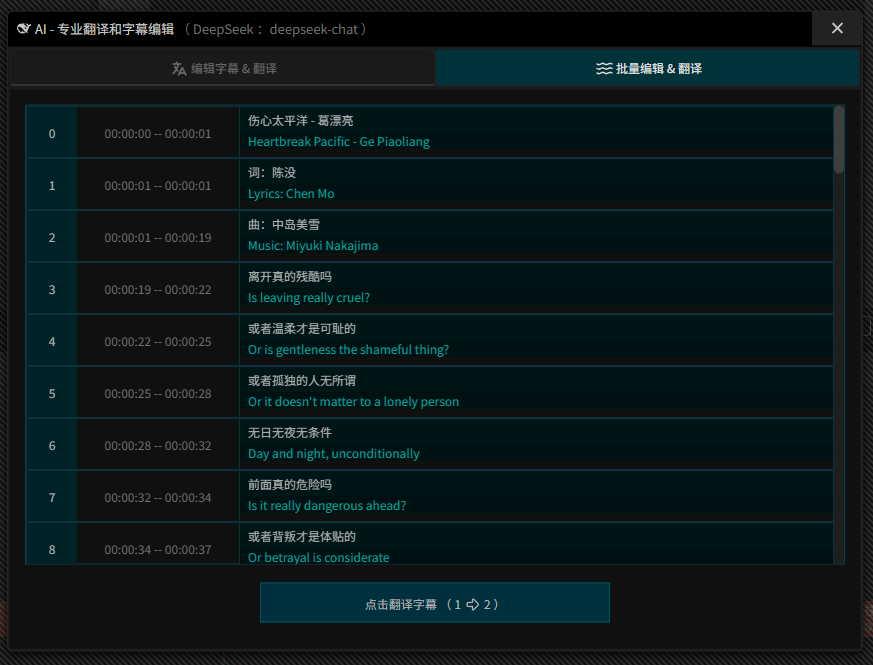 AI - 专业翻译和字幕编辑 （ DeepSeek： deepseek-chat ）
编辑字幕 & 翻译
批量编辑 & 翻译
0
00:00:00 -- 00:00:01
伤心太平洋 - 葛漂亮
Heartbreak Pacific - Ge Piaoliang
1
00:00:01 -- 00:00:01
词：陈没
Lyrics: Chen Mo
2
00:00:01 -- 00:00:19
曲：中岛美雪
Music: Miyuki Nakajima
3
00:00:19 -- 00:00:22
离开真的残酷吗
Is leaving really cruel?
4
00:00:22 -- 00:00:25
或者温柔才是可耻的
Or is gentleness the shameful thing?
5
00:00:25 -- 00:00:28
或者孤独的人无所谓
Or it doesn't matter to a lonely person
6
00:00:28 -- 00:00:32
无日无夜无条件
Day and night, unconditionally
7
00:00:32 -- 00:00:34
前面真的危险吗
Is it really dangerous ahead?
8
00:00:34 -- 00:00:37
或者背叛才是体贴的
Or betrayal is considerate
点击翻译字幕 （ 1 ➩ 2 ）